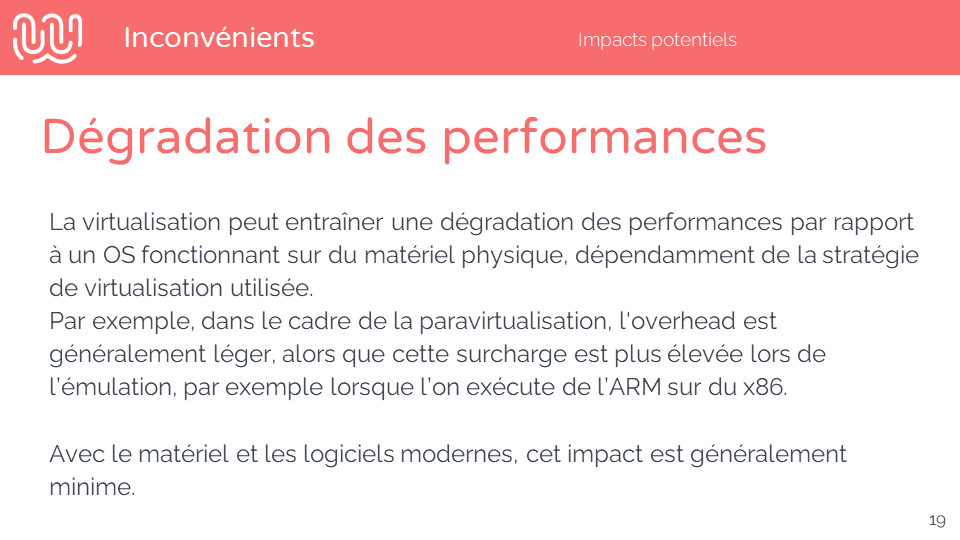 Inconvénients
Impacts potentiels
Dégradation des performances
La virtualisation peut entraîner une dégradation des performances par rapport
à un OS fonctionnant sur du matériel physique, dépendamment de la stratégie
de virtualisation utilisée.
Par exemple, dans le cadre de la paravirtualisation, l'overhead est
généralement léger, alors que cette surcharge est plus élevée lors de
l’émulation, par exemple lorsque l’on exécute de l’ARM sur du x86.
Avec le matériel et les logiciels modernes, cet impact est généralement
minime.
19